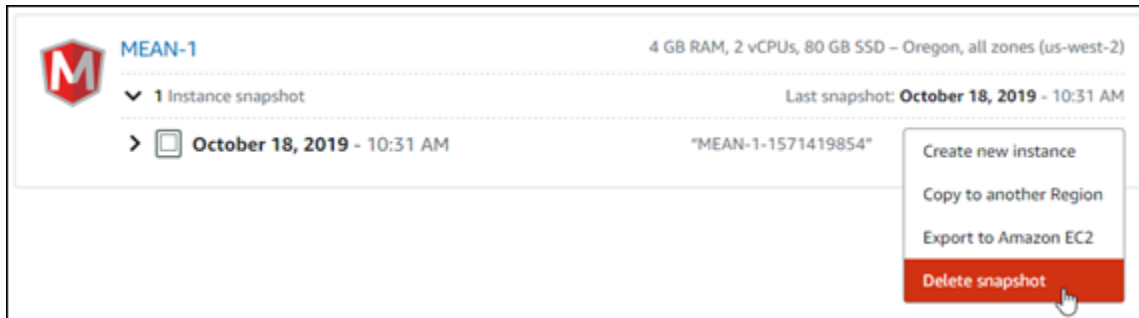 MEAN-1
4 GB RAM, 2 vCPUs, 80 GB SSD – Oregon, all zones (us-west-2)
1 Instance snapshot
Last snapshot: October 18, 2019 - 10:31 AM
October 18, 2019 - 10:31 AM
"MEAN-1-1571419854"
Create new instance
Copy to another Region
Export to Amazon EC2
Delete snapshot